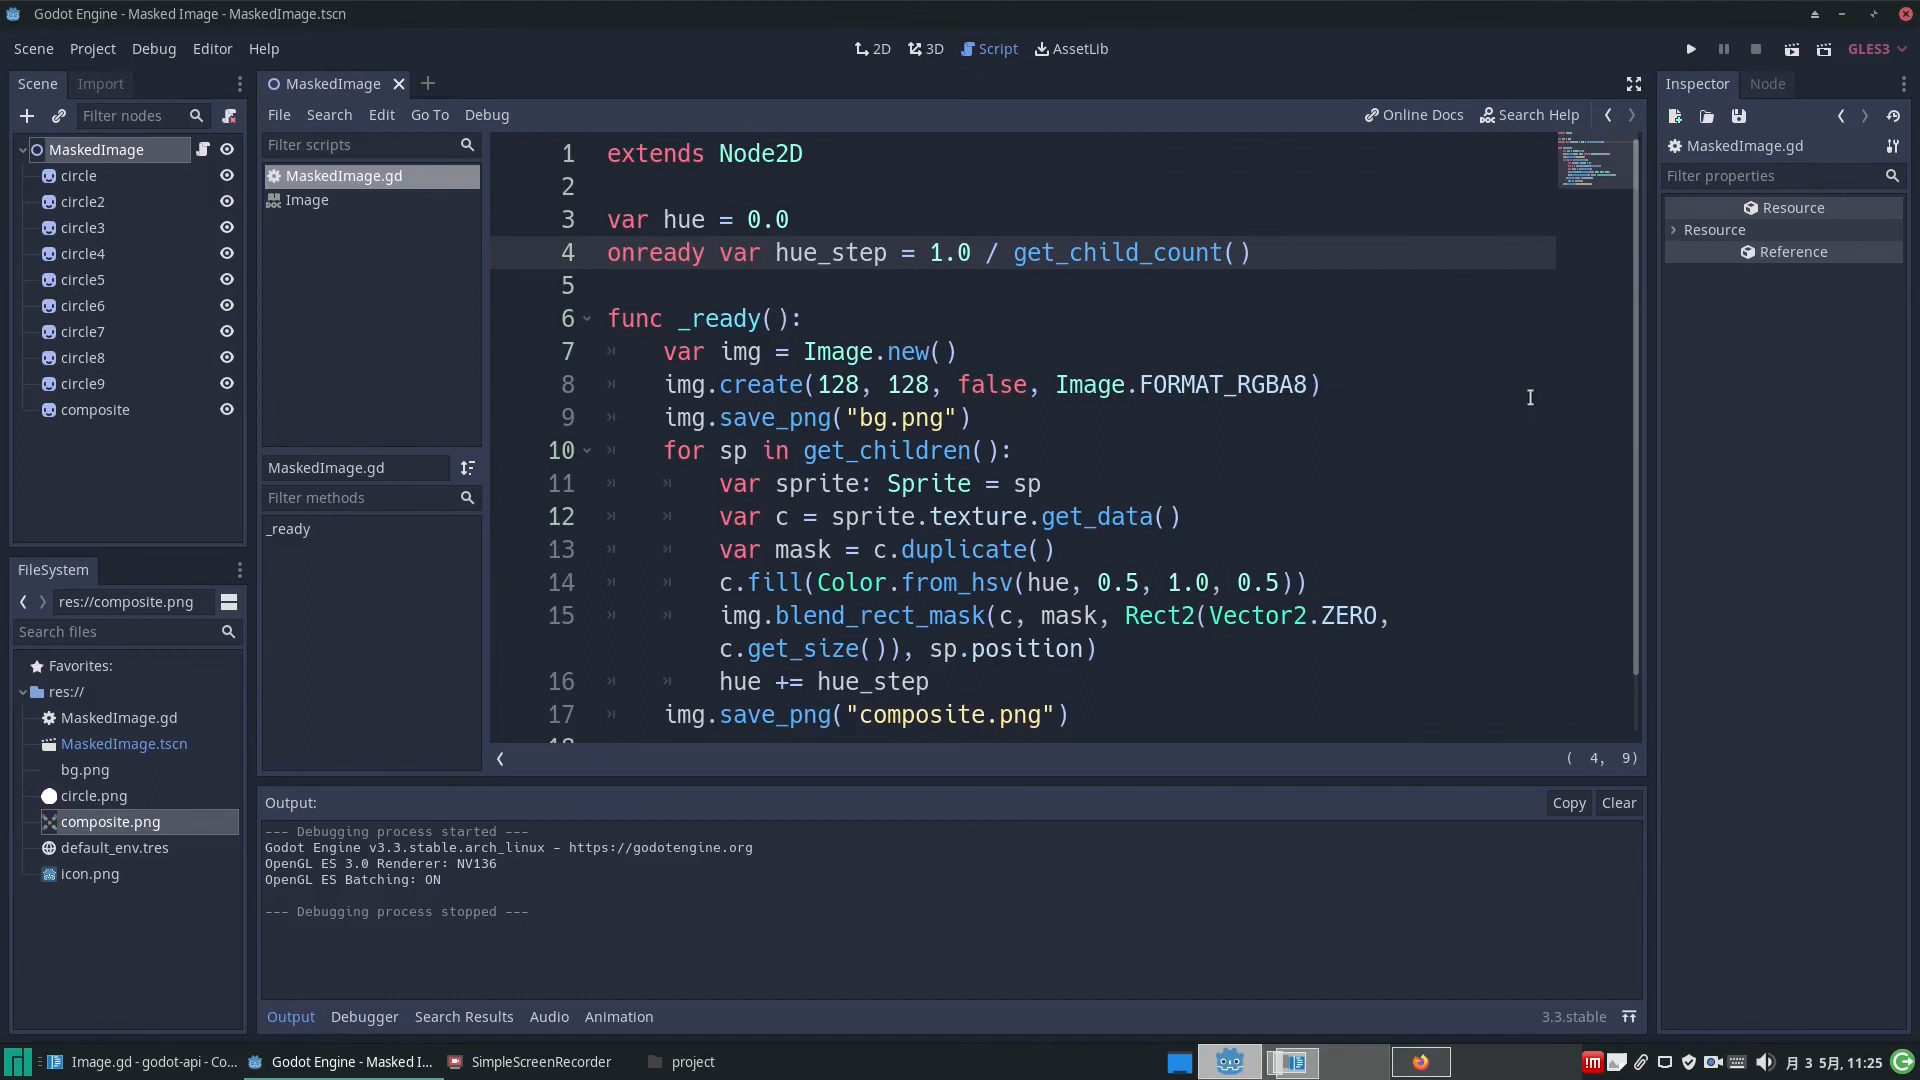 Godot Engine - Masked Image - MaskedImage.tscn
Scene Project Debug Editor Help
2D 3D Script AssetLib
GLES3
Scene Import
Filter nodes
MaskedImage
circle
circle2
circle3
circle4
circle5
circle6
circle7
circle8
circle9
composite
FileSystem
res://composite.png
Search files
Favorites:
res://
MaskedImage.gd
MaskedImage.tscn
bg.png
circle.png
composite.png
default_env.tres
icon.png
MaskedImage
File Search Edit Go To Debug
Online Docs Search Help
Filter scripts
MaskedImage.gd
Image
MaskedImage.gd
Filter methods
_ready
1 extends Node2D
2
3 var hue = 0.0
4 onready var hue_step = 1.0 / get_child_count()
5
6 func _ready():
7 var img = Image.new()
8 img.create(128, 128, false, Image.FORMAT_RGBA8)
9 img.save_png("bg.png")
10 for sp in get_children():
11 var sprite: Sprite = sp
12 var c = sprite.texture.get_data()
13 var mask = c.duplicate()
14 c.fill(Color.from_hsv(hue, 0.5, 1.0, 0.5))
15 img.blend_rect_mask(c, mask, Rect2(Vector2.ZERO,
c.get_size()), sp.position)
16 hue += hue_step
17 img.save_png("composite.png")
18
( 4, 9)
Output:
Copy Clear
--- Debugging process started ---
Godot Engine v3.3.stable.arch_linux - https://godotengine.org
OpenGL ES 3.0 Renderer: NV136
OpenGL ES Batching: ON
--- Debugging process stopped ---
Output Debugger Search Results Audio Animation
3.3.stable
Inspector Node
MaskedImage.gd
Filter properties
Resource
Resource
Reference
Image.gd - godot-api - Co...
Godot Engine - Masked I...
SimpleScreenRecorder
project
月 3 5月, 11:25